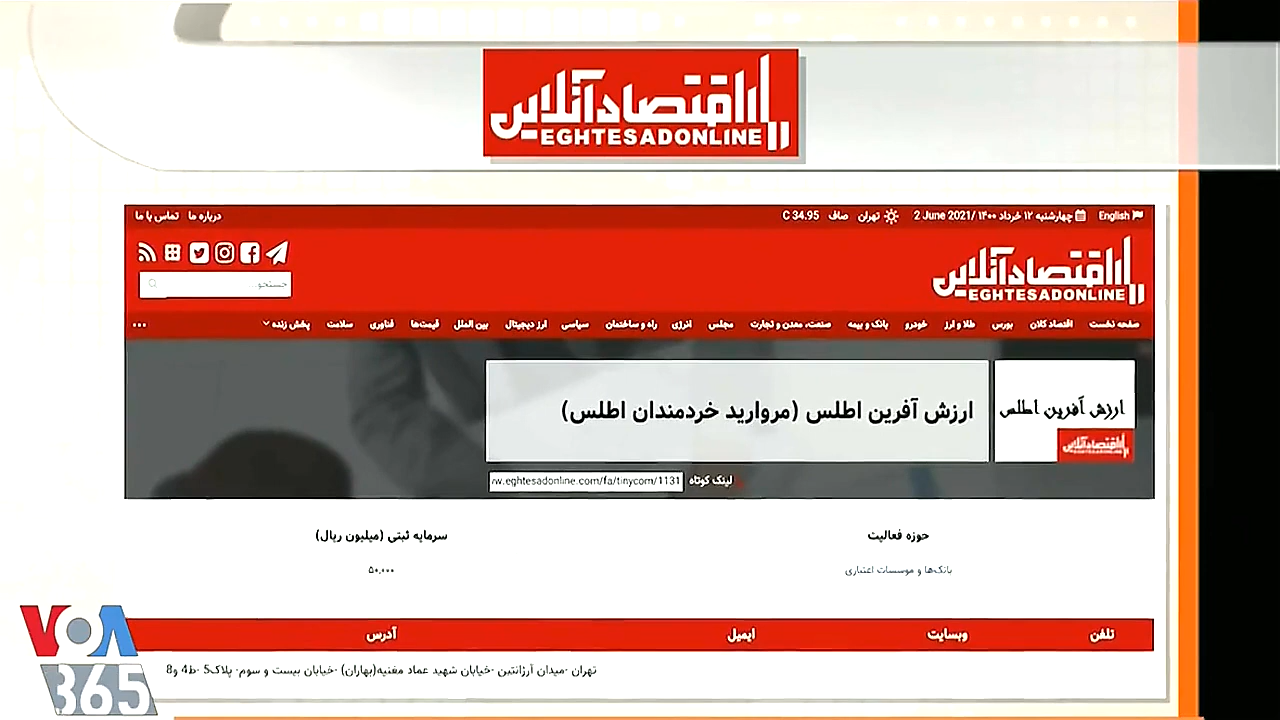 اقتصادآنلاین
EGHTESADONLINE
English چهارشنبه ۱۲ خرداد ۱۴۰۰ / 2 June 2021 تهران صاف 34.95 C درباره ما تماس با ما
اقتصادآنلاین
EGHTESADONLINE
جستجو...
صفحه نخست اقتصاد کلان بورس طلا و ارز خودرو بانک و بیمه صنعت، معدن و تجارت مجلس انرژی راه و ساختمان سیاسی ارز دیجیتال بین الملل قیمت‌ها فناوری سلامت پخش زنده ...
ارزش آفرین اطلس (مروارید خردمندان اطلس)
ارزش آفرین اطلس
اقتصادآنلاین
EGHTESADONLINE
لینک کوتاه w.eghtesadonline.com/fa/tinycom/1131
حوزه فعالیت سرمایه ثبتی (میلیون ریال)
بانک‌ها و موسسات اعتباری ۵۰,۰۰۰
تلفن وبسایت ایمیل آدرس
تهران -میدان آرژانتین -خیابان شهید عماد مغنیه(بهاران) -خیابان بیست و سوم- پلاک5 -ط4 و8
VOA
365